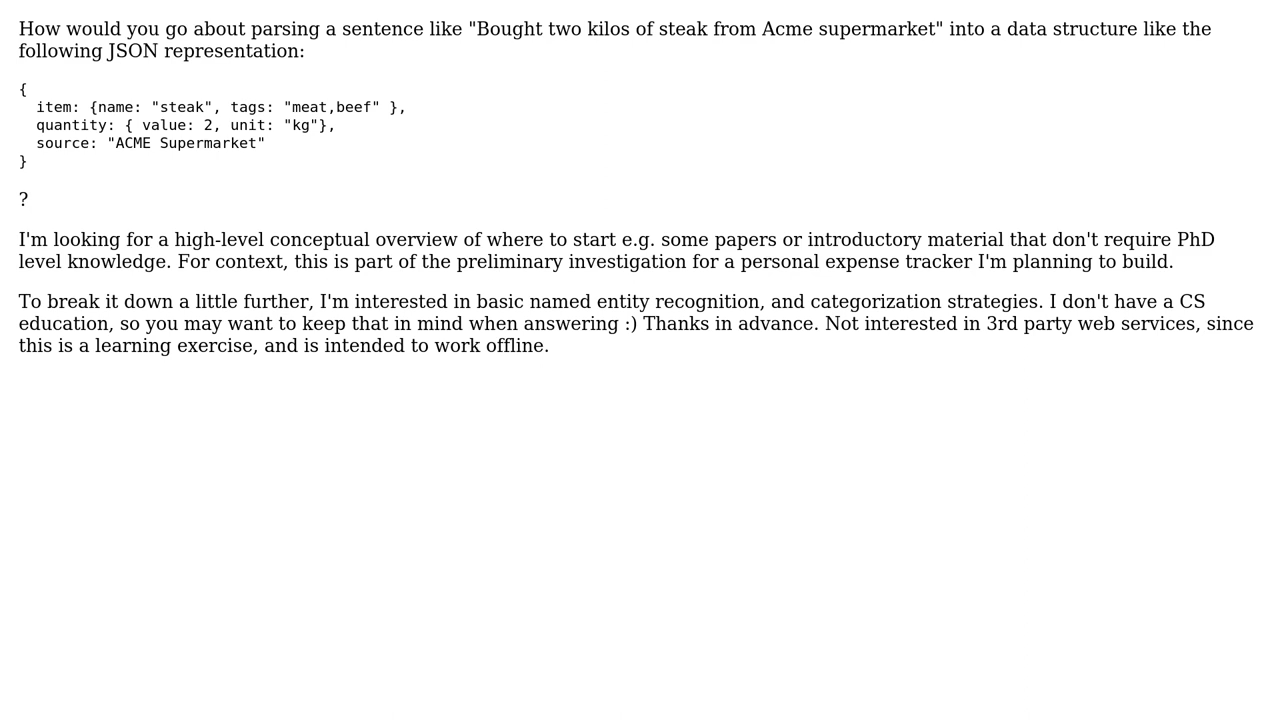 How would you go about parsing a sentence like "Bought two kilos of steak from Acme supermarket" into a data structure like the
following JSON representation:
{
  item: {name: "steak", tags: "meat,beef" },
  quantity: { value: 2, unit: "kg"},
  source: "ACME Supermarket"
}
?
I'm looking for a high-level conceptual overview of where to start e.g. some papers or introductory material that don't require PhD
level knowledge. For context, this is part of the preliminary investigation for a personal expense tracker I'm planning to build.
To break it down a little further, I'm interested in basic named entity recognition, and categorization strategies. I don't have a CS
education, so you may want to keep that in mind when answering :) Thanks in advance. Not interested in 3rd party web services, since
this is a learning exercise, and is intended to work offline.